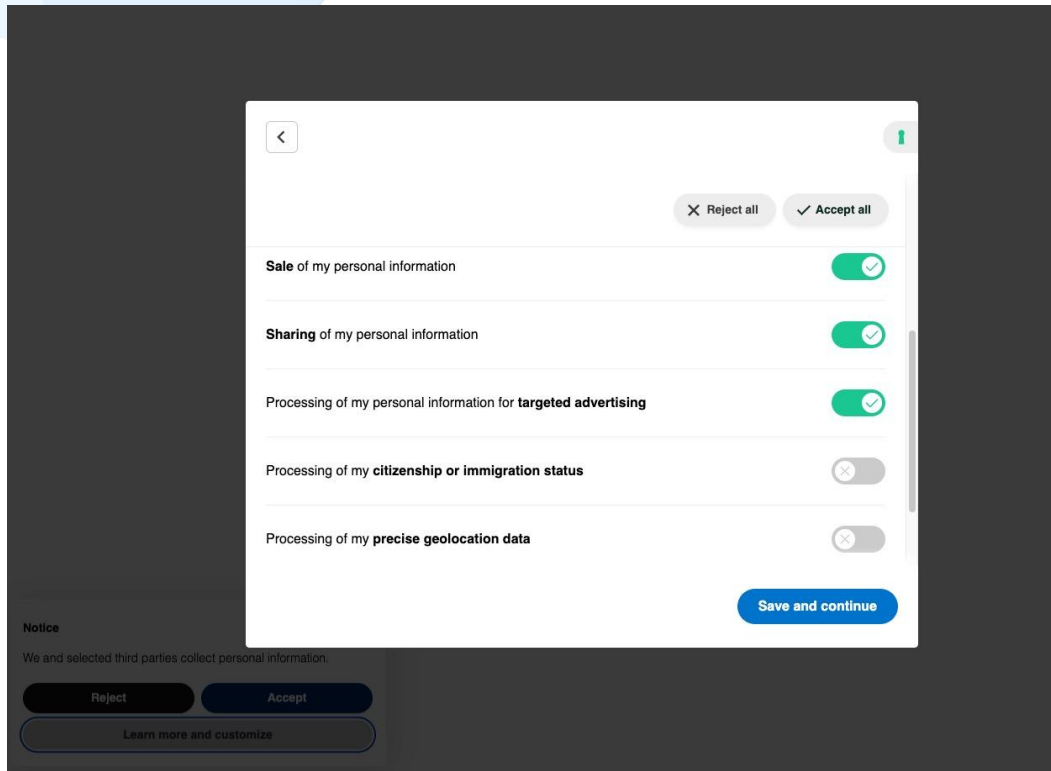 Reject all
Accept all
Sale of my personal information
Sharing of my personal information
Processing of my personal information for targeted advertising
Processing of my citizenship or immigration status
Processing of my precise geolocation data
Save and continue
Notice
We and selected third parties collect personal information.
Reject
Accept
Learn more and customize